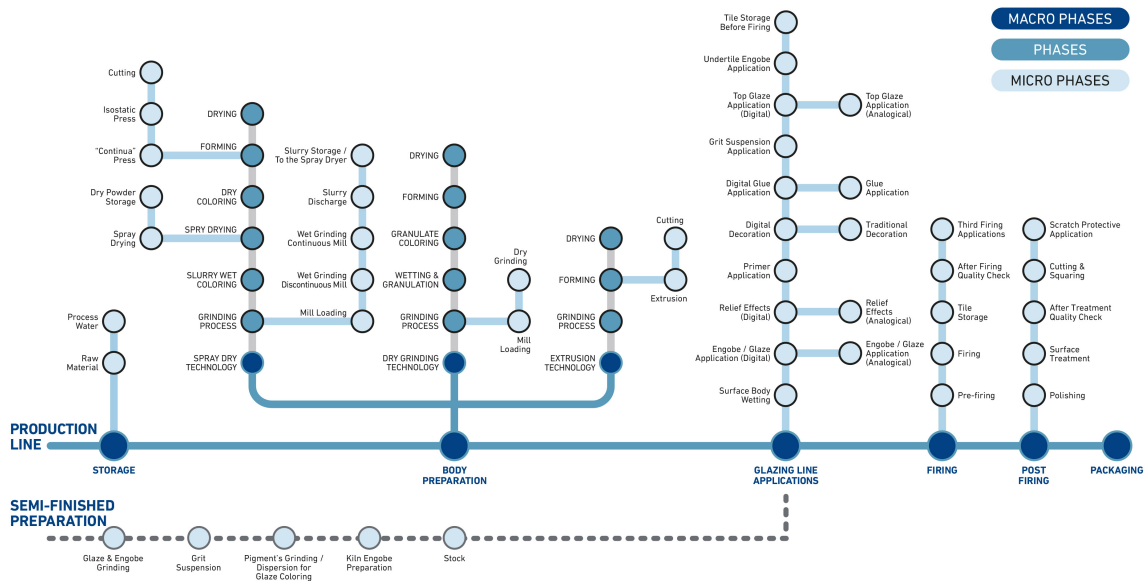 MACRO PHASES
PHASES
MICRO PHASES
Cutting
Isostatic
Press
"Continua"
Press
Dry Powder
Storage
Spray
Drying
Process
Water
Raw
Material
DRYING
FORMING
DRY
COLORING
SPRY DRYING
SLURRY WET
COLORING
GRINDING
PROCESS
SPRAY DRY
TECHNOLOGY
Slurry Storage /
To the Spray Dryer
Slurry
Discharge
Wet Grinding
Continuous Mill
Wet Grinding
Discontinuous Mill
Mill Loading
DRYING
FORMING
GRANULATE
COLORING
WETTING &
GRANULATION
GRINDING
PROCESS
DRY GRINDING
TECHNOLOGY
Dry
Grinding
Mill
Loading
DRYING
FORMING
GRINDING
PROCESS
EXTRUSION
TECHNOLOGY
Cutting
Extrusion
Tile Storage
Before Firing
Undertile Engobe
Application
Top Glaze
Application
(Digital)
Top Glaze
Application
(Analogical)
Grit Suspension
Application
Digital Glue
Application
Glue
Application
Digital
Decoration
Traditional
Decoration
Primer
Application
Relief Effects
(Digital)
Relief
Effects
(Analogical)
Engobe / Glaze
Application (Digital)
Engobe / Glaze
Application
(Analogical)
Surface Body
Wetting
Third Firing
Applications
After Firing
Quality Check
Tile
Storage
Firing
Pre-firing
Scratch Protective
Application
Cutting &
Squaring
After Treatment
Quality Check
Surface
Treatment
Polishing
PRODUCTION
LINE
STORAGE
BODY
PREPARATION
GLAZING LINE
APPLICATIONS
FIRING
POST
FIRING
PACKAGING
SEMI-FINISHED
PREPARATION
Glaze & Engobe
Grinding
Grit
Suspension
Pigment's Grinding /
Dispersion for
Glaze Coloring
Kiln Engobe
Preparation
Stock